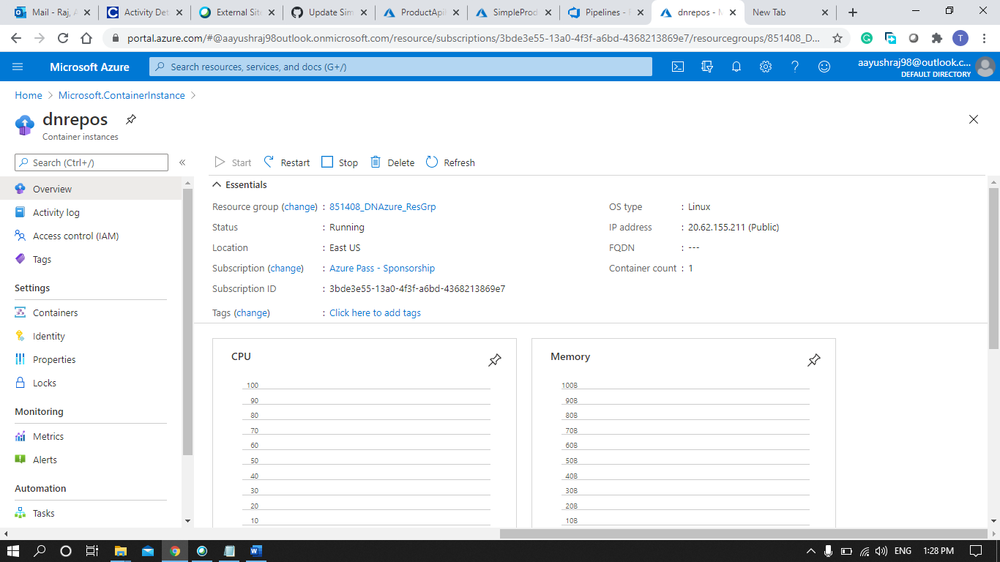 Mail - Raj, A
Activity Det
External Site
Update Sim
ProductApiI
SimpleProd
Pipelines - 
dnrepos - M
New Tab
portal.azure.com/#@aayushraj98outlook.onmicrosoft.com/resource/subscriptions/3bde3e55-13a0-4f3f-a6bd-4368213869e7/resourcegroups/851408_D...
T
Microsoft Azure
Search resources, services, and docs (G+/)
aayushraj98@outlook.c...
DEFAULT DIRECTORY
Home > Microsoft.ContainerInstance >
dnrepos
Container instances
Search (Ctrl+/)
«
Start
Restart
Stop
Delete
Refresh
Overview
Activity log
Access control (IAM)
Tags
Settings
Containers
Identity
Properties
Locks
Monitoring
Metrics
Alerts
Automation
Tasks
Essentials
Resource group (change) : 851408_DNAzure_ResGrp
Status : Running
Location : East US
Subscription (change) : Azure Pass - Sponsorship
Subscription ID : 3bde3e55-13a0-4f3f-a6bd-4368213869e7
Tags (change) : Click here to add tags
OS type : Linux
IP address : 20.62.155.211 (Public)
FQDN : ---
Container count : 1
CPU
100
90
80
70
60
50
40
30
20
10
Memory
100B
90B
80B
70B
60B
50B
40B
30B
20B
10B
ENG
1:28 PM